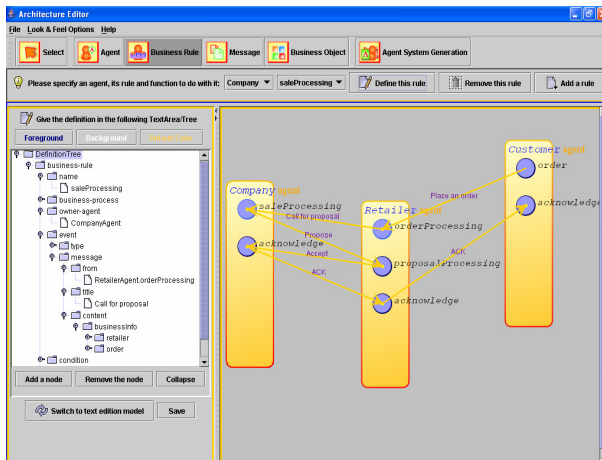 Architecture Editor
File Look & Feel Options Help
Select Agent Business Rule Message Business Object Agent System Generation
Please specify an agent, its rule and function to do with it: Company saleProcessing Define this rule Remove this rule Add a rule
Give the definition in the following TextArea/Tree
Foreground Background
DefinitionTree
business-rule
name
saleProcessing
business-process
owner-agent
CompanyAgent
event
type
message
from
RetailerAgent.orderProcessing
title
Call for proposal
content
businessInfo
retailer
order
condition
Add a node Remove the node Collapse
Switch to text edition model Save
Customer agent
order
acknowledge
Place an order
Company agent
saleProcessing
Call for proposal
Retailer agent
orderProcessing
Propose
acknowledge
Accept
proposalProcessing
ACK
ACK
acknowledge